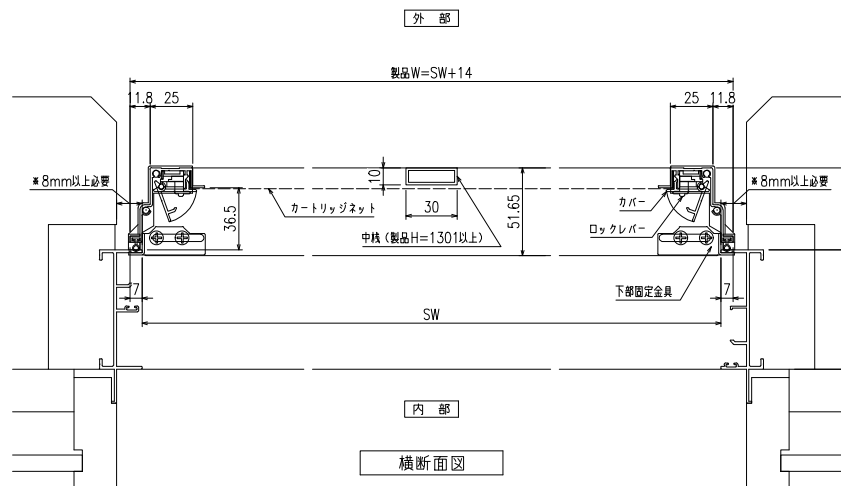 外 部
製品W=SW+14
11.8
25
25
11.8
※8mm以上必要
10
※8mm以上必要
カートリッジネット
30
カバー
36.5
51.65
ロックレバー
中桟（製品H=1301以上）
7
下部固定金具
7
SW
内 部
横断面図